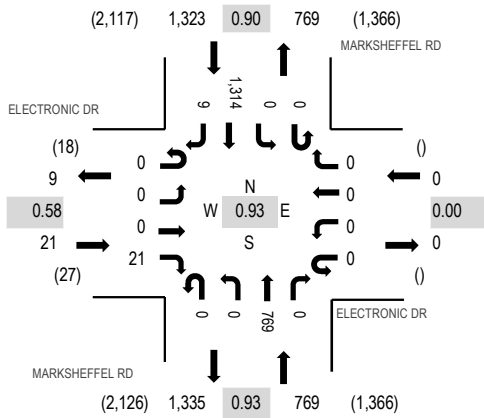 (2,117) 1,323 0.90 769 (1,366)
MARKSHEFFEL RD
9 1,314 0 0
ELECTRONIC DR
(18) 0 0 ()
9 0 N 0 0
0.58 W 0.93 E 0.00
21 0 S 0 0
(27) 21 0 ()
0 0 769 0
ELECTRONIC DR
MARKSHEFFEL RD
(2,126) 1,335 0.93 769 (1,366)